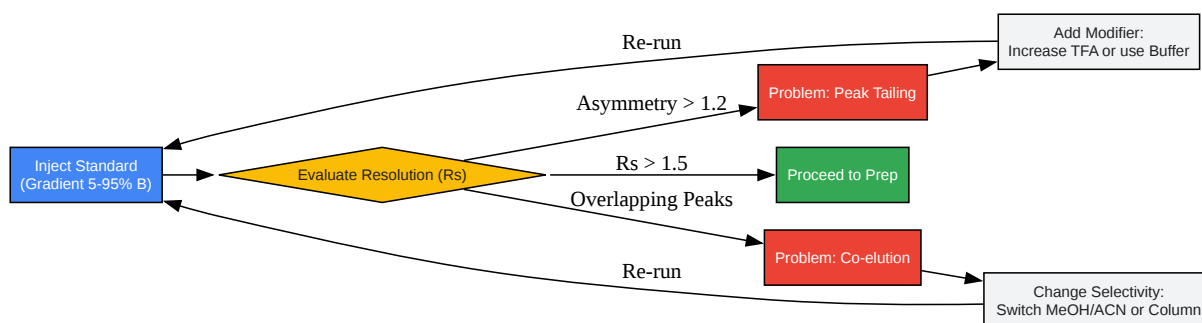 Add Modifier:
Increase TFA or use Buffer
Re-run
Problem: Peak Tailing
Asymmetry > 1.2
Inject Standard
(Gradient 5-95% B)
Evaluate Resolution (Rs)
Rs > 1.5
Proceed to Prep
Overlapping Peaks
Problem: Co-elution
Re-run
Change Selectivity:
Switch MeOH/ACN or Column